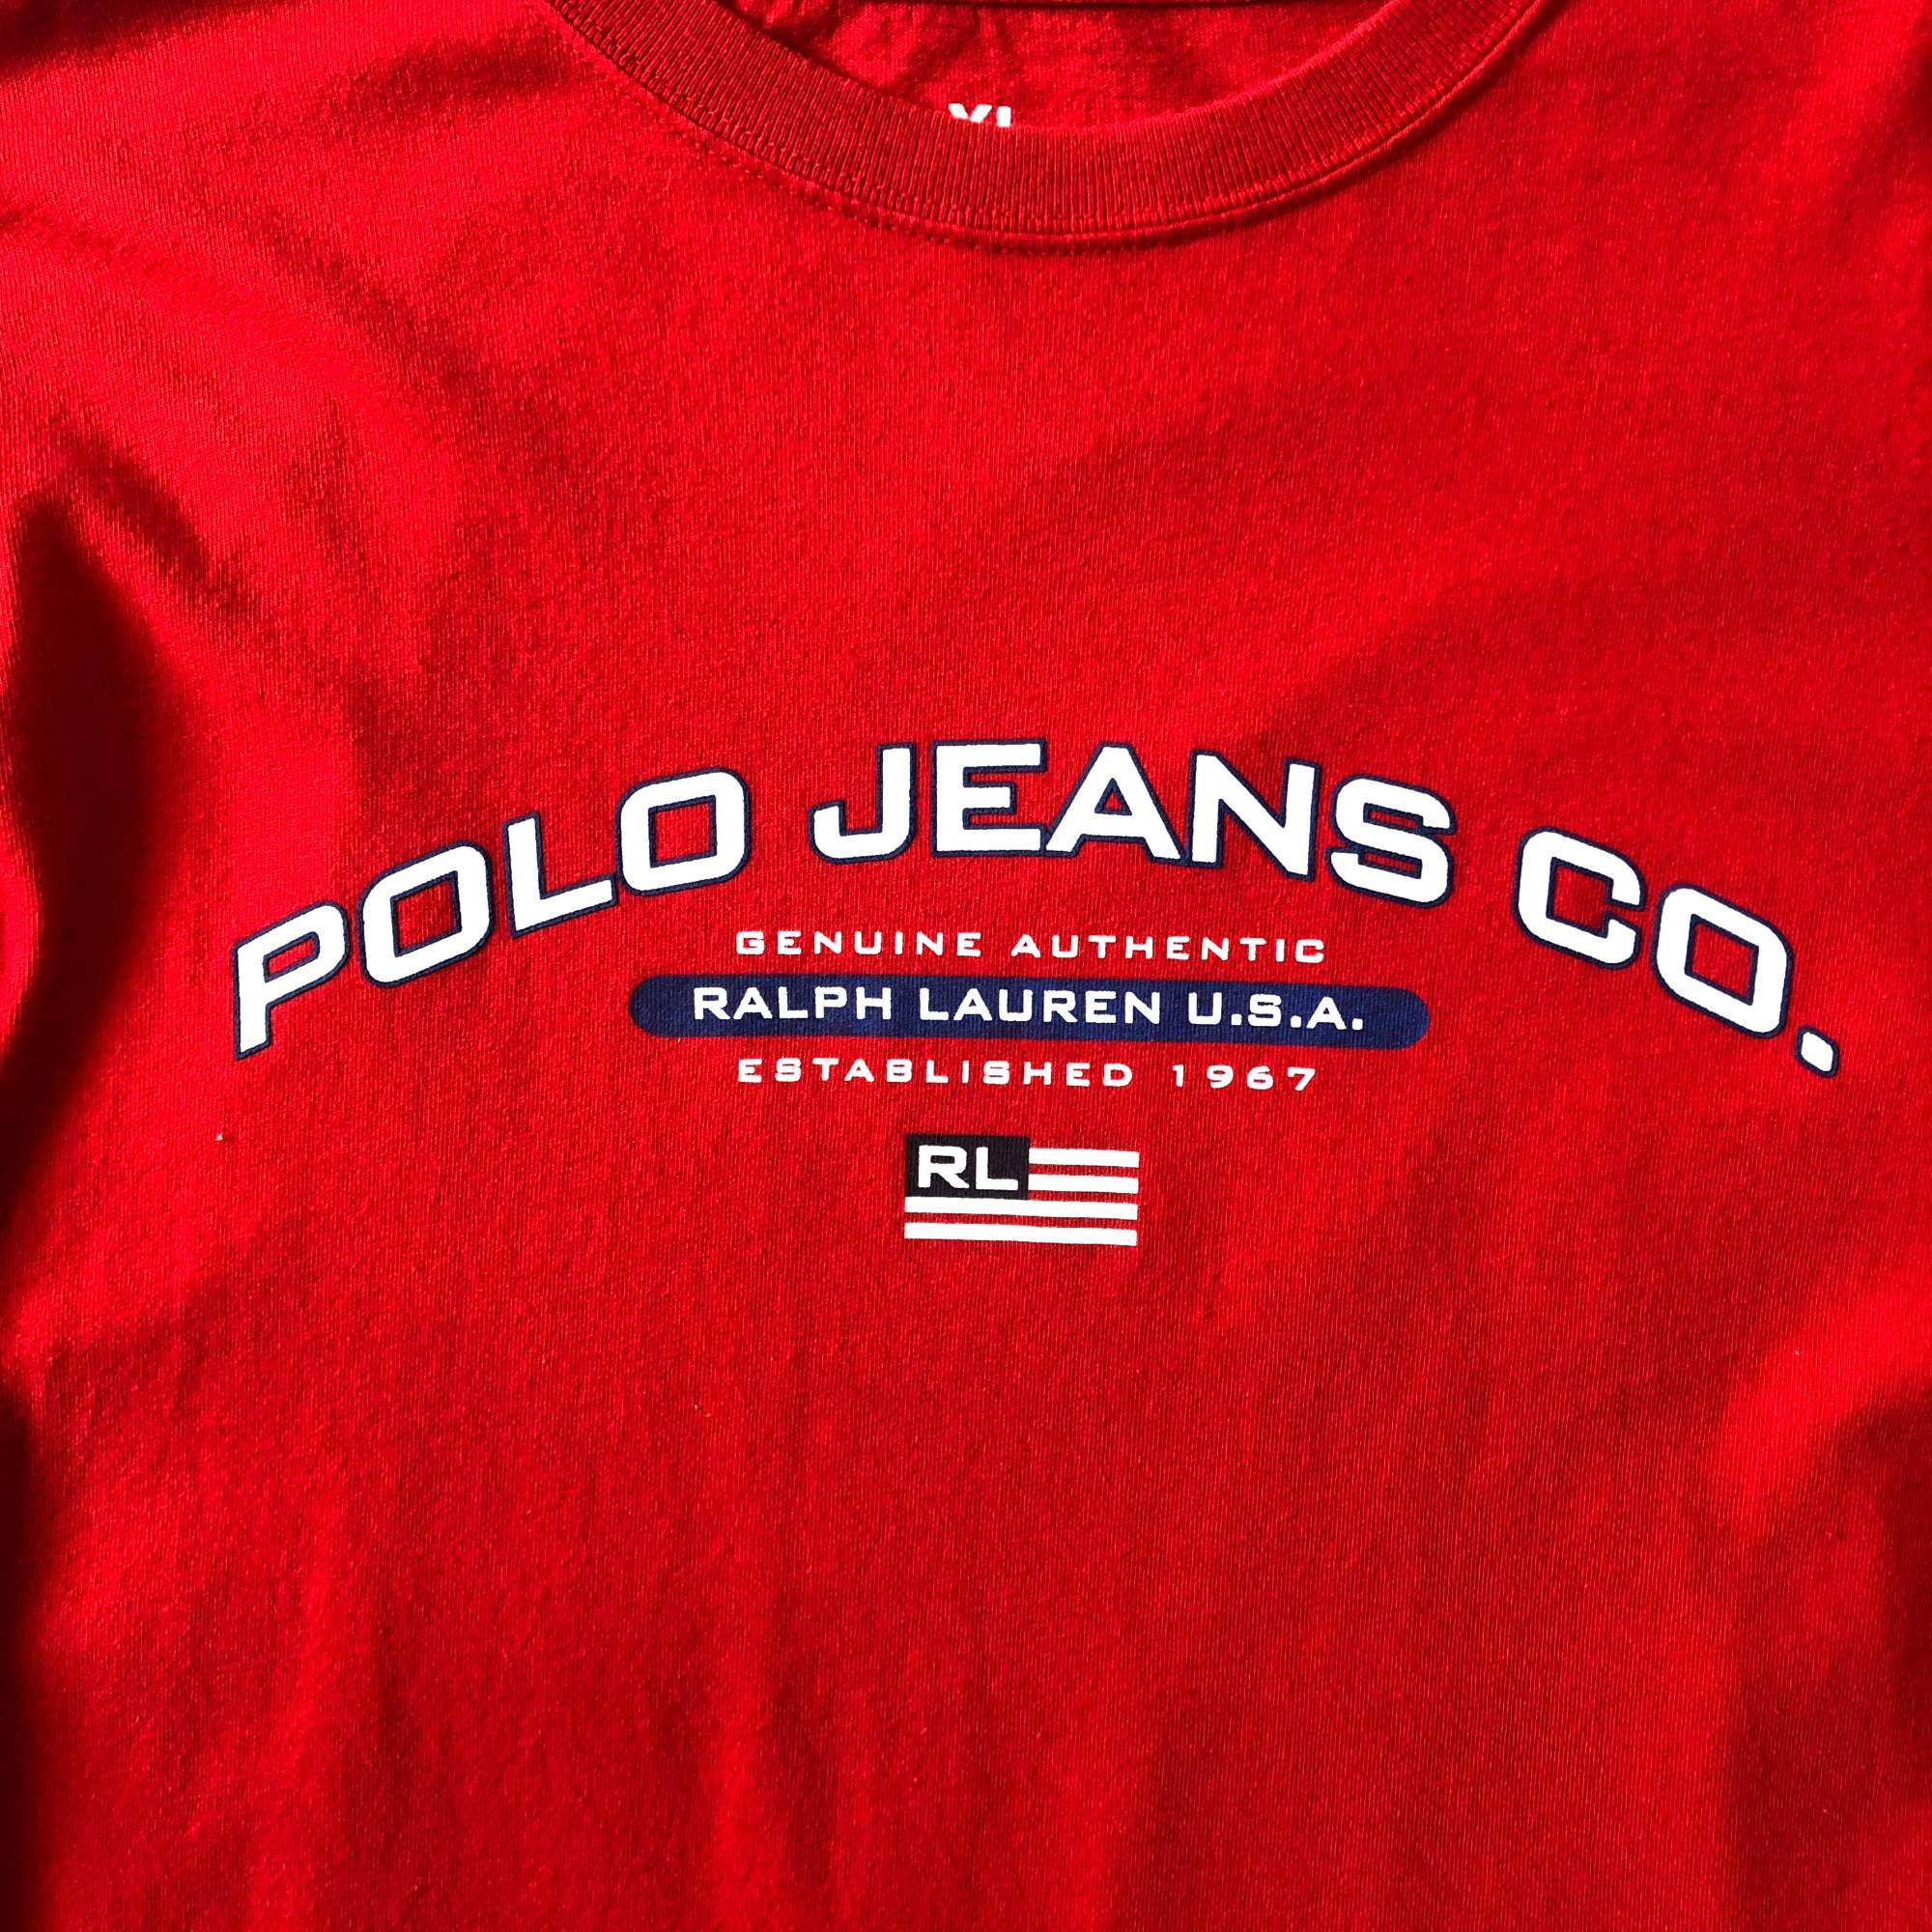 XL
POLO JEANS CO.
GENUINE AUTHENTIC
RALPH LAUREN U.S.A.
ESTABLISHED 1967
RL